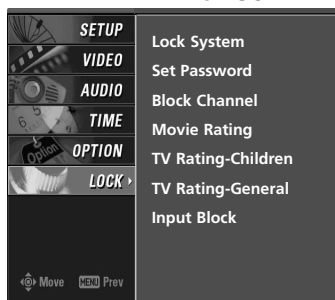 SETUP
VIDEO
AUDIO
TIME
OPTION
LOCK
Move MENU Prev
Lock System
Set Password
Block Channel
Movie Rating
TV Rating-Children
TV Rating-General
Input Block